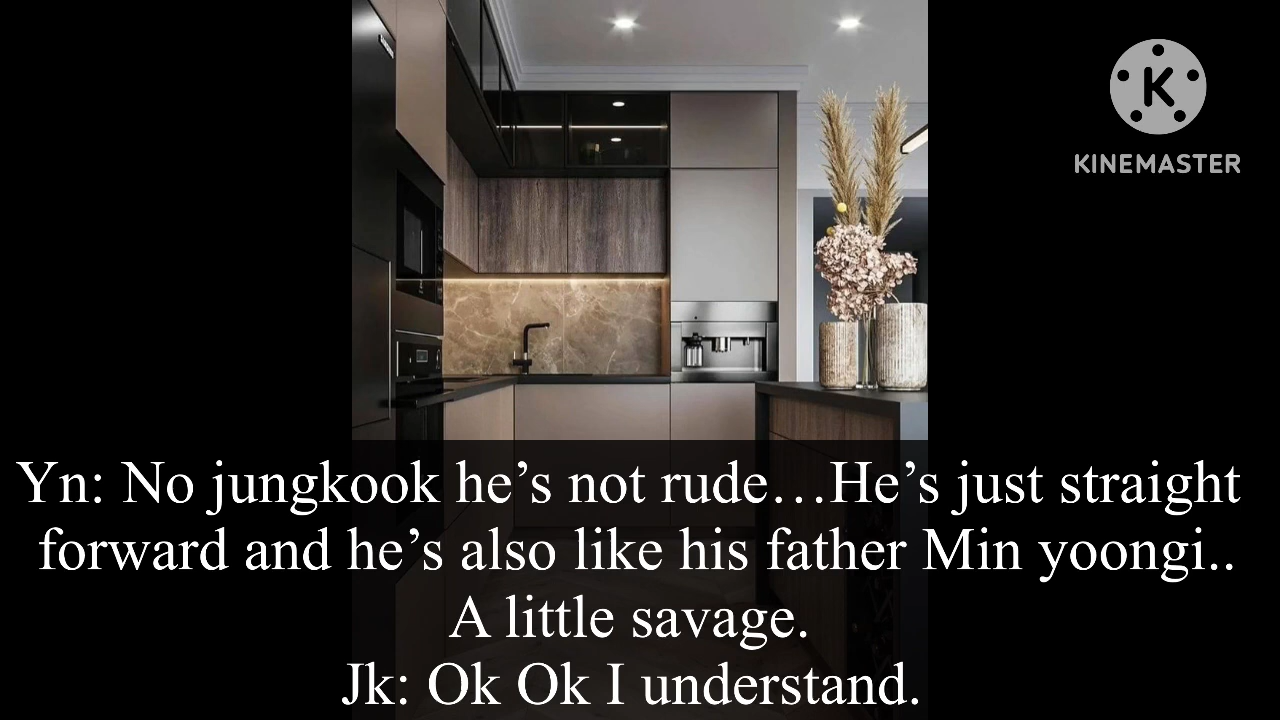 KINEMASTER
Yn: No jungkook he’s not rude…He’s just straight
forward and he’s also like his father Min yoongi..
A little savage.
Jk: Ok Ok I understand.